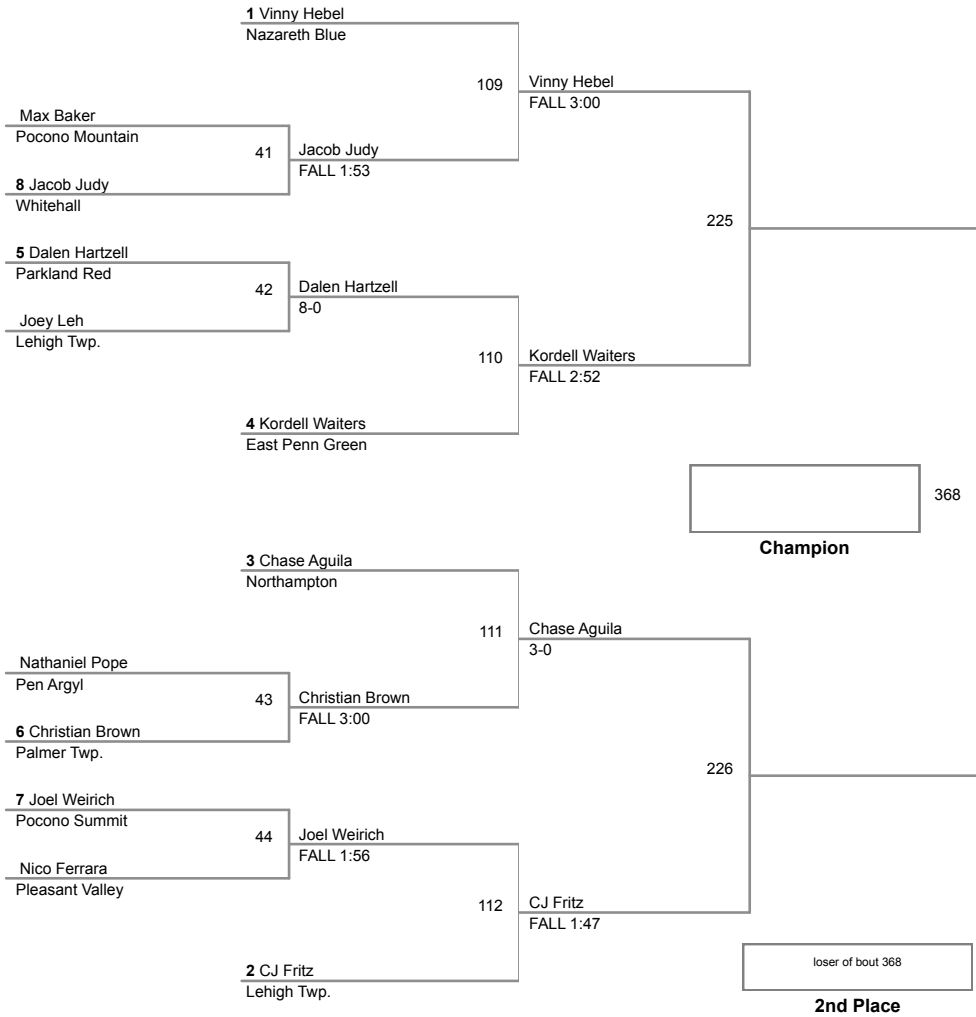 1 Vinny Hebel
Nazareth Blue
109
Vinny Hebel
FALL 3:00
Max Baker
Pocono Mountain
41
Jacob Judy
FALL 1:53
8 Jacob Judy
Whitehall
225
5 Dalen Hartzell
Parkland Red
42
Dalen Hartzell
8-0
Joey Leh
Lehigh Twp.
110
Kordell Waiters
FALL 2:52
4 Kordell Waiters
East Penn Green
368
Champion
3 Chase Aguila
Northampton
111
Chase Aguila
3-0
Nathaniel Pope
Pen Argyl
43
Christian Brown
FALL 3:00
6 Christian Brown
Palmer Twp.
226
7 Joel Weirich
Pocono Summit
44
Joel Weirich
FALL 1:56
Nico Ferrara
Pleasant Valley
112
CJ Fritz
FALL 1:47
2 CJ Fritz
Lehigh Twp.
loser of bout 368
2nd Place